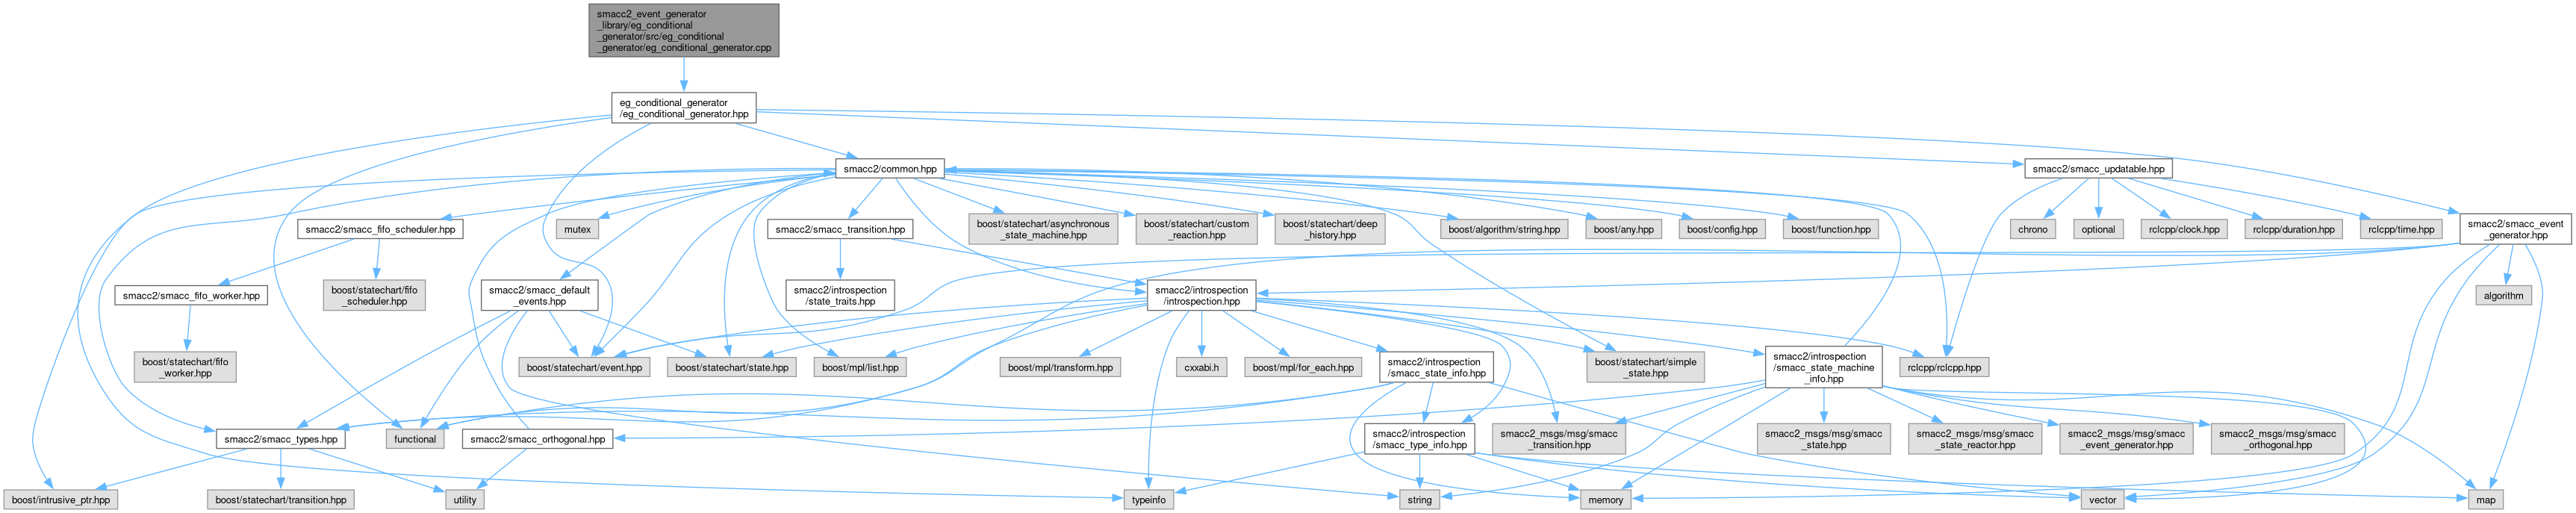 smacc2_event_generator
_library/eg_conditional
_generator/src/eg_conditional
_generator/eg_conditional_generator.cpp
eg_conditional_generator
/eg_conditional_generator.hpp
smacc2/common.hpp
smacc2/smacc_updatable.hpp
smacc2/smacc_fifo_scheduler.hpp
mutex
smacc2/smacc_transition.hpp
boost/statechart/asynchronous
_state_machine.hpp
boost/statechart/custom
_reaction.hpp
boost/statechart/deep
_history.hpp
boost/algorithm/string.hpp
boost/any.hpp
boost/config.hpp
boost/function.hpp
chrono
optional
rclcpp/clock.hpp
rclcpp/duration.hpp
rclcpp/time.hpp
smacc2/smacc_event
_generator.hpp
smacc2/smacc_fifo_worker.hpp
boost/statechart/fifo
_scheduler.hpp
smacc2/smacc_default
_events.hpp
smacc2/introspection
/state_traits.hpp
smacc2/introspection
/introspection.hpp
algorithm
boost/statechart/fifo
_worker.hpp
boost/statechart/event.hpp
boost/statechart/state.hpp
boost/mpl/list.hpp
boost/mpl/transform.hpp
cxxabi.h
boost/mpl/for_each.hpp
smacc2/introspection
/smacc_state_info.hpp
boost/statechart/simple
_state.hpp
smacc2/introspection
/smacc_state_machine
_info.hpp
rclcpp/rclcpp.hpp
smacc2/smacc_types.hpp
functional
smacc2/smacc_orthogonal.hpp
smacc2/introspection
/smacc_type_info.hpp
smacc2_msgs/msg/smacc
_transition.hpp
smacc2_msgs/msg/smacc
_state.hpp
smacc2_msgs/msg/smacc
_state_reactor.hpp
smacc2_msgs/msg/smacc
_event_generator.hpp
smacc2_msgs/msg/smacc
_orthogonal.hpp
boost/intrusive_ptr.hpp
boost/statechart/transition.hpp
utility
typeinfo
string
memory
vector
map